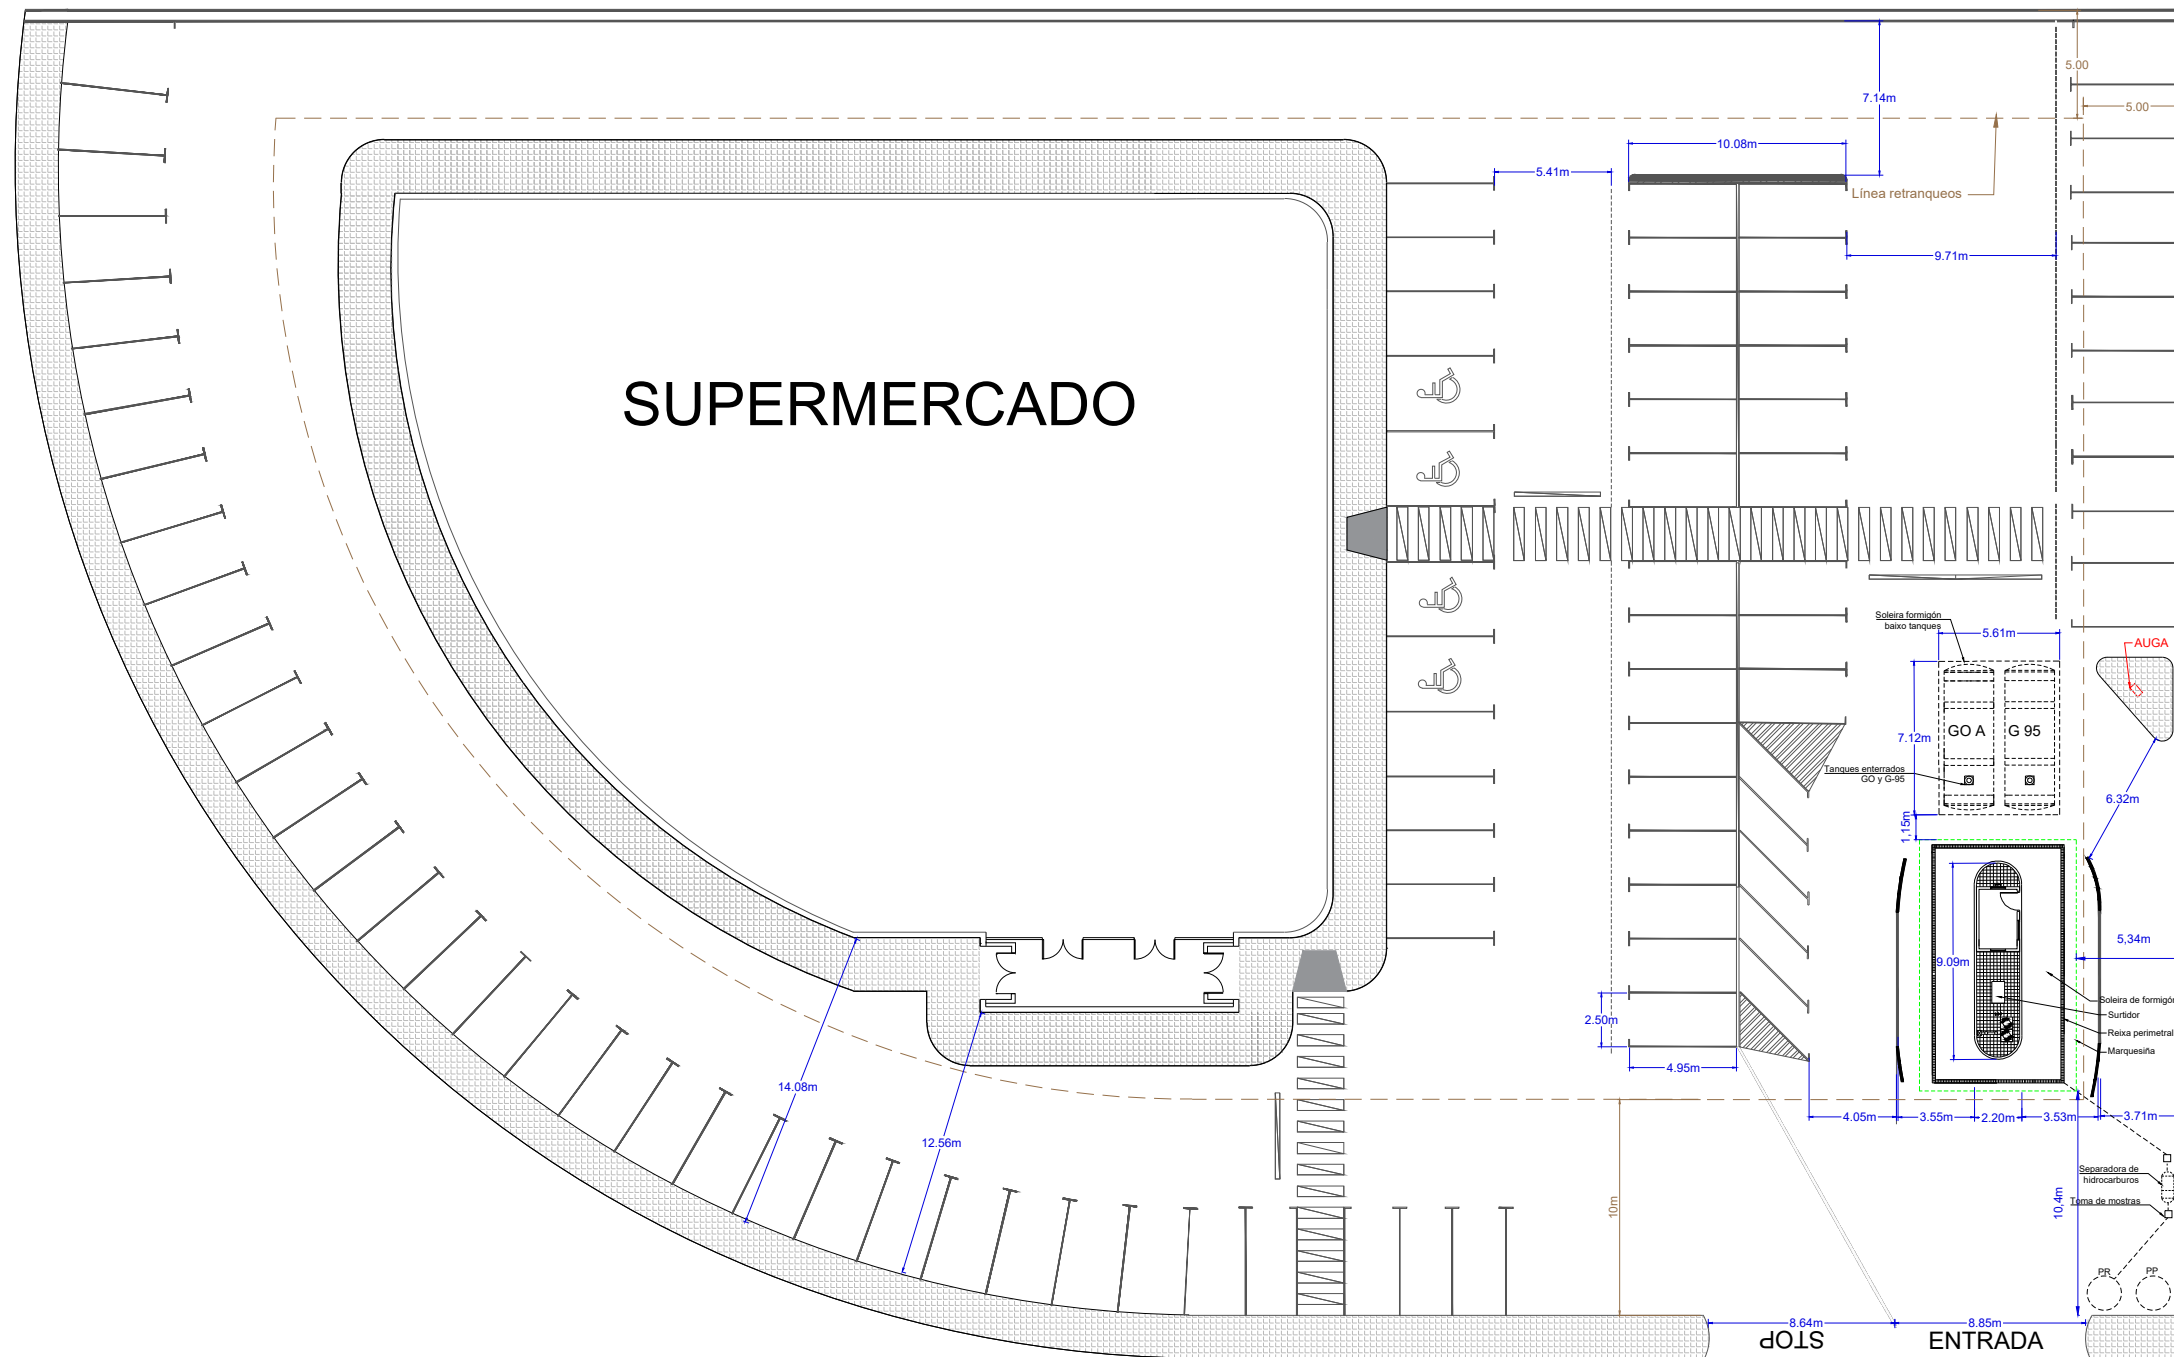 5.00
7.14m
5.00
10.08m
5.41m
Línea retranqueos
9.71m
SUPERMERCADO
Soleira formigón
baixo tanques
5.61m
AUGA
GO A
G 95
7.12m
Tanques enterrados
GO y G-95
6.32m
1,15m
5,34m
9.09m
Soleira de formigón
Surtidor
Reixa perimetral
Marquesiña
2.50m
4.95m
14.08m
12.56m
4.05m
3.55m
2.20m
3.53m
3.71m
Separadora de
hidrocarburos
Toma de mostras
10m
10,4m
PR
PP
8.64m
8.85m
STOP
ENTRADA